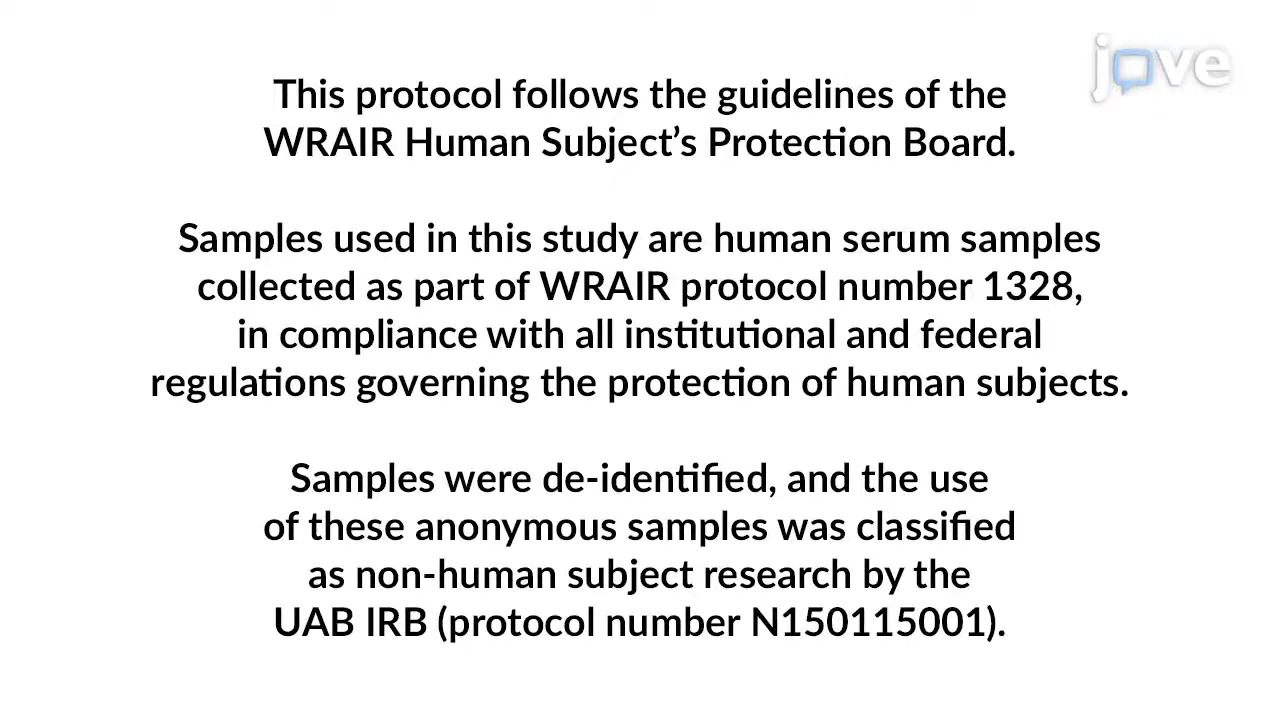 jove
This protocol follows the guidelines of the
WRAIR Human Subject’s Protection Board.
Samples used in this study are human serum samples
collected as part of WRAIR protocol number 1328,
in compliance with all institutional and federal
regulations governing the protection of human subjects.
Samples were de-identified, and the use
of these anonymous samples was classified
as non-human subject research by the
UAB IRB (protocol number N150115001).